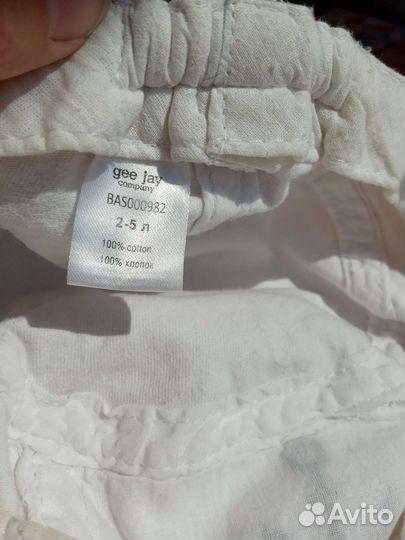 gee jay
company
BAS000982
2-5 л
100% cotton
100% хлопок
Avito